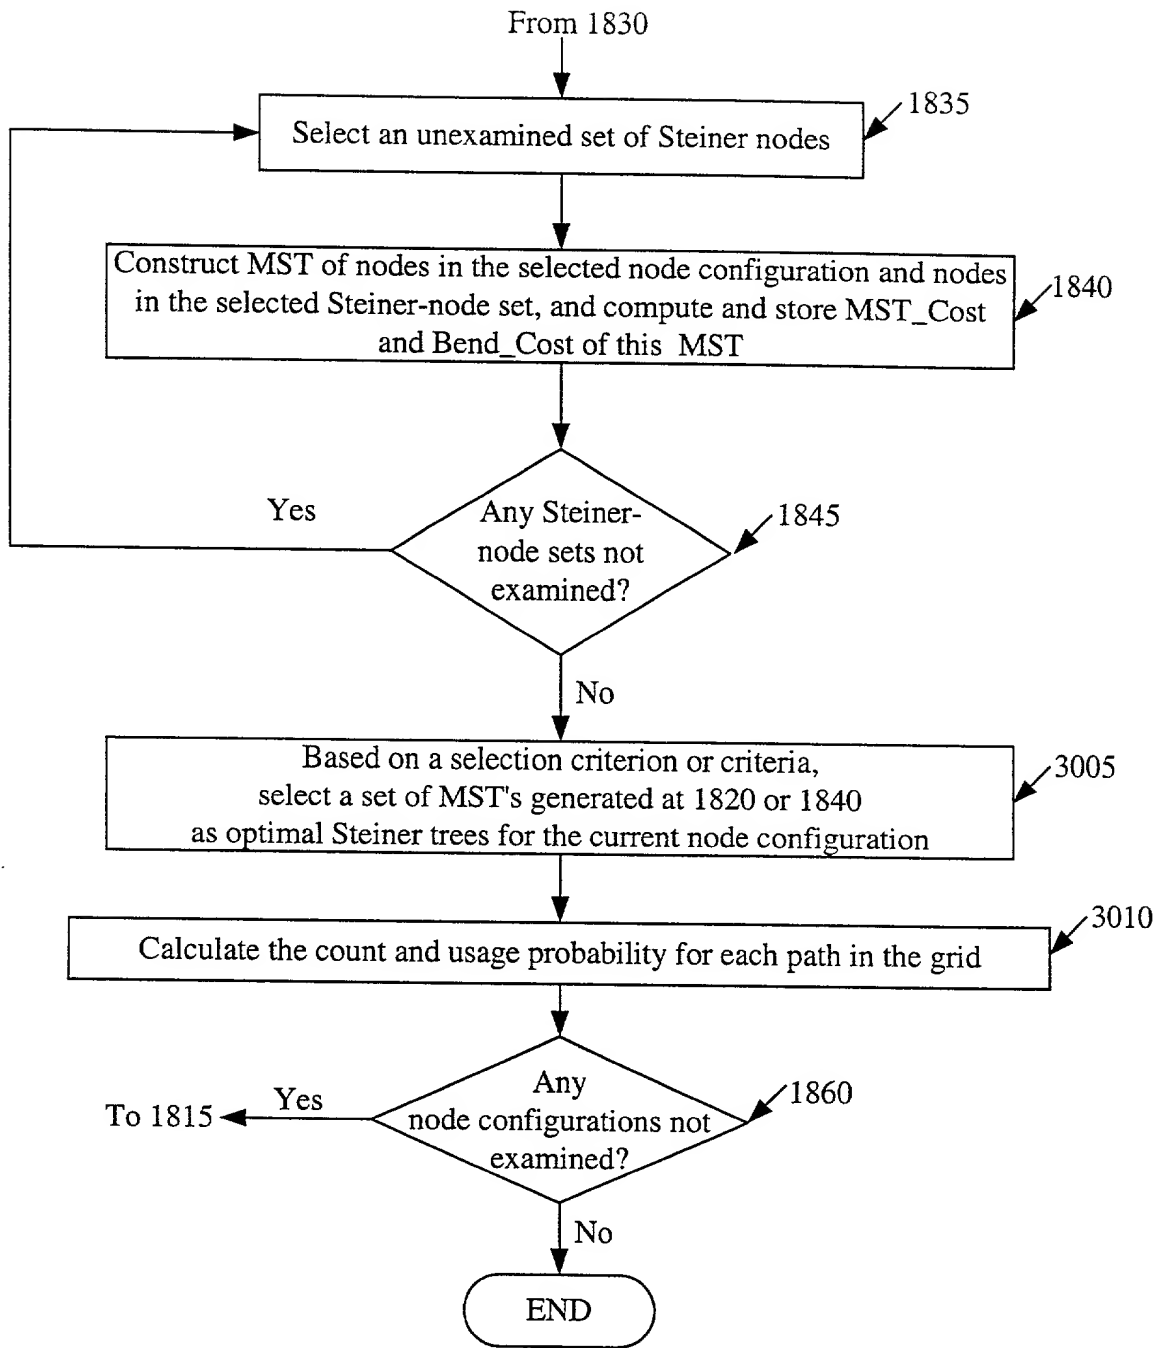 From 1830
1835
Select an unexamined set of Steiner nodes
Construct MST of nodes in the selected node configuration and nodes
in the selected Steiner-node set, and compute and store MST_Cost
and Bend_Cost of this MST
1840
Yes
Any Steiner-
node sets not
examined?
1845
No
Based on a selection criterion or criteria,
select a set of MST's generated at 1820 or 1840
as optimal Steiner trees for the current node configuration
3005
Calculate the count and usage probability for each path in the grid
3010
To 1815
Yes
Any
node configurations not
examined?
1860
No
END